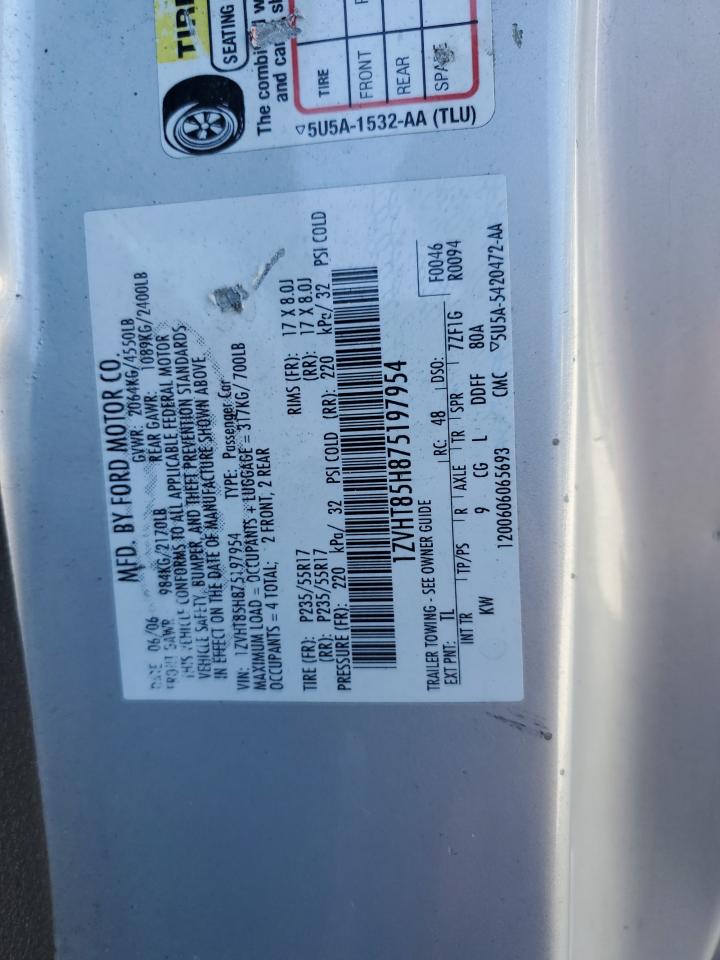 TIRE
SEATING
The combined w
and ca
TIRE
FRONT
REAR
SPARE
▽5U5A-1532-AA (TLU)
MFD. BY FORD MOTOR CO.
DATE 06/06 GVWR: 2064KG/4550LB
FRONT GAWR 984KG/2170LB REAR GAWR: 1089KG/2400LB
THIS VEHICLE CONFORMS TO ALL APPLICABLE FEDERAL MOTOR
VEHICLE SAFETY, BUMPER, AND THEFT PREVENTION STANDARDS
IN EFFECT ON THE DATE OF MANUFACTURE SHOWN ABOVE.
VIN: 1ZVHT85H875197954 TYPE: Passenger Car
MAXIMUM LOAD = OCCUPANTS + LUGGAGE = 317KG/ 700LB
OCCUPANTS = 4 TOTAL; 2 FRONT, 2 REAR
TIRE (FR): P235/55R17 RIMS (FR): 17 X 8.0J
(RR): P235/55R17 (RR): 17 X 8.0J
PRESSURE (FR): 220 kPa/ 32 PSI COLD (RR): 220 kPa/ 32 PSI COLD
1ZVHT85H875197954
TRAILER TOWING - SEE OWNER GUIDE F0046
R0094
EXT PNT: TL RC: 48 DSO:
INT TR TP/PS R AXLE TR SPR 7ZF1G
KW 9 CG L DDFF 80A
1200606065693 CMC ▽5U5A-5420472-AA